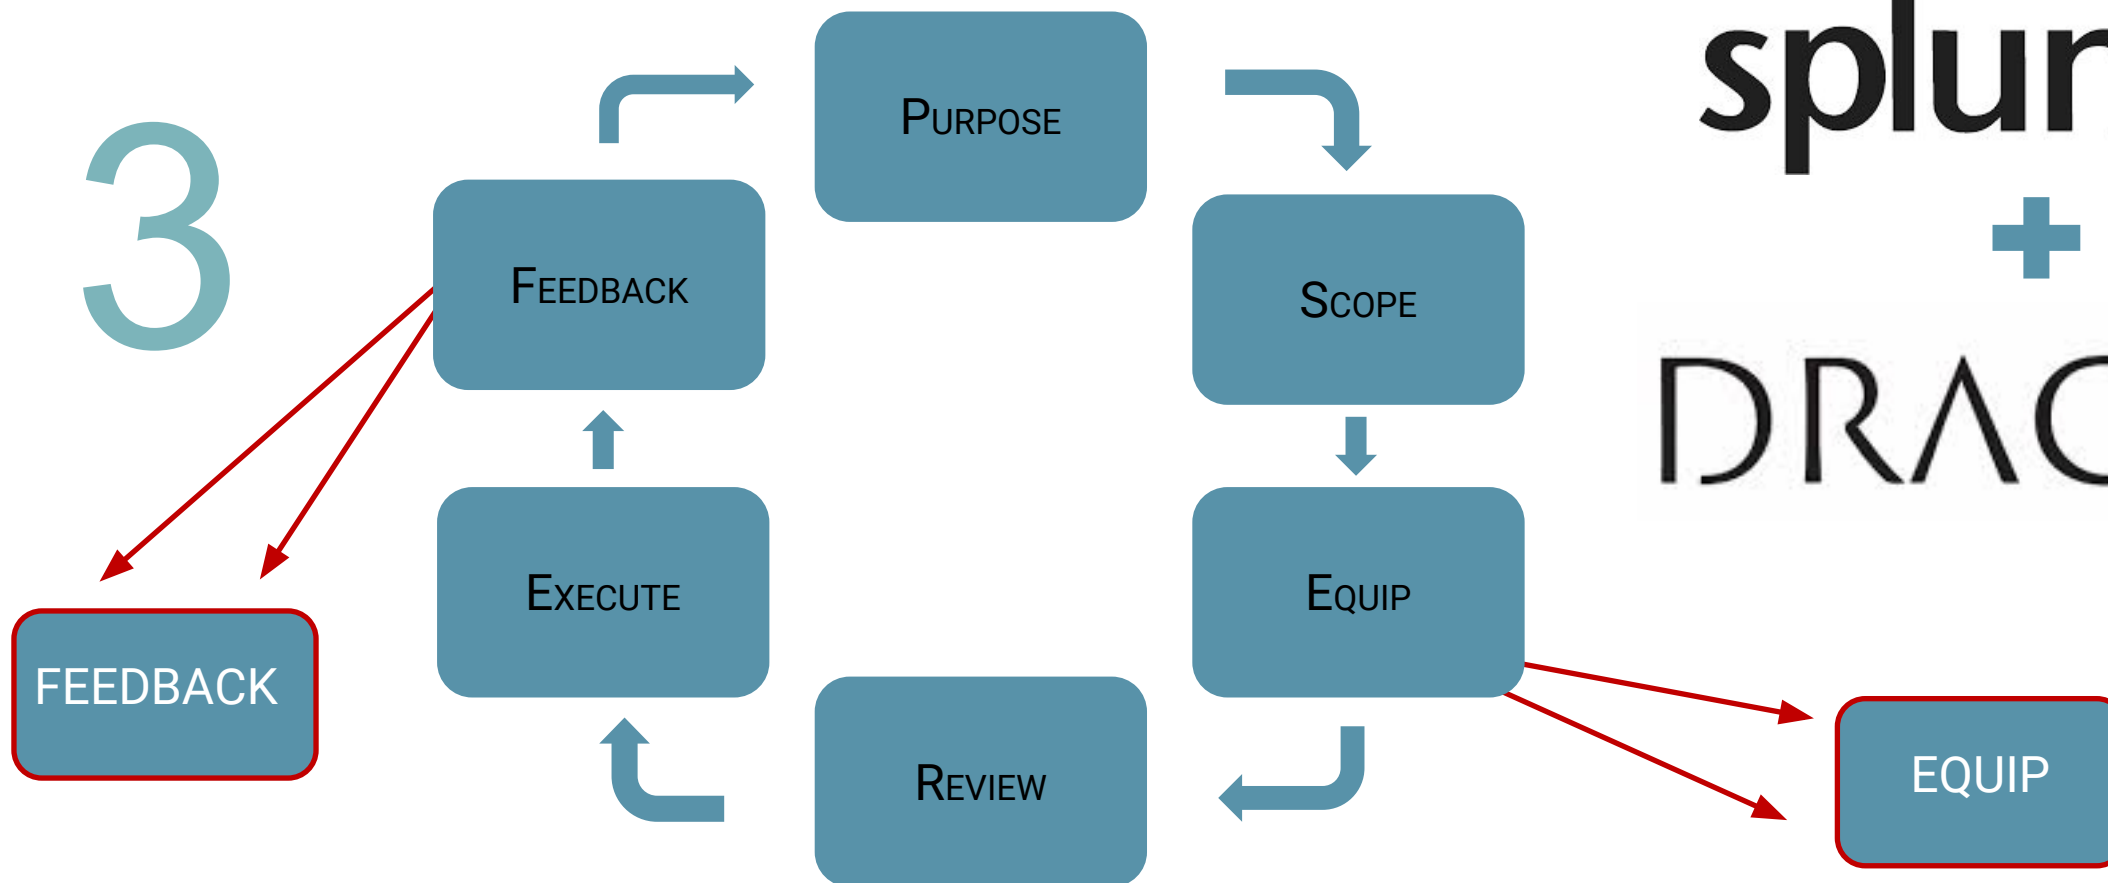 3
PURPOSE
FEEDBACK
SCOPE
EXECUTE
EQUIP
REVIEW
FEEDBACK
EQUIP